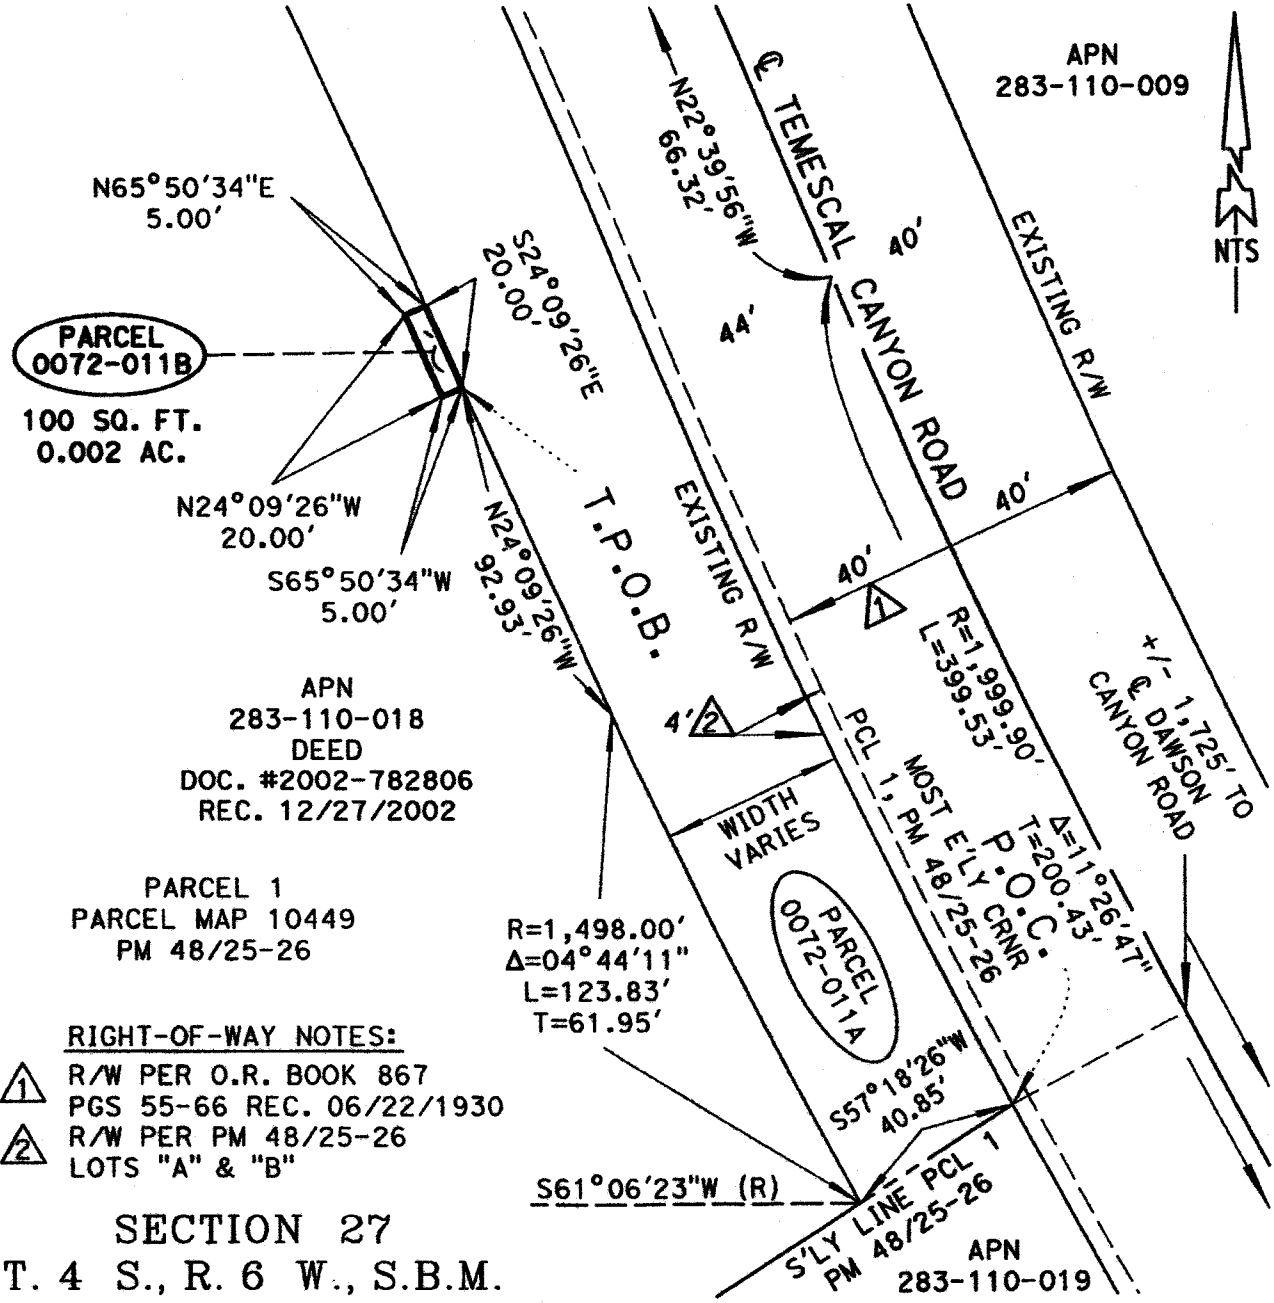 APN
283-110-009
NTS
℄ TEMESCAL CANYON ROAD
N22°39'56"W
66.32'
40'
44'
EXISTING R/W
N65°50'34"E
5.00'
S24°09'26"E
20.00'
PARCEL
0072-011B
100 SQ. FT.
0.002 AC.
N24°09'26"W
20.00'
S65°50'34"W
5.00'
N24°09'26"W
92.93'
T.P.O.B.
EXISTING R/W
40'
40'
1
R=1,999.90'
L=399.53'
Δ=11°26'47"
T=200.43'
+/- 1,725' TO
℄ DAWSON
CANYON ROAD
APN
283-110-018
DEED
DOC. #2002-782806
REC. 12/27/2002
4' 2
WIDTH
VARIES
PCL 1, PM 48/25-26
MOST E'LY CRNR
P.O.C.
PARCEL
0072-011A
PARCEL 1
PARCEL MAP 10449
PM 48/25-26
R=1,498.00'
Δ=04°44'11"
L=123.83'
T=61.95'
S57°18'26"W
40.85'
RIGHT-OF-WAY NOTES:
1 R/W PER O.R. BOOK 867
PGS 55-66 REC. 06/22/1930
2 R/W PER PM 48/25-26
LOTS "A" & "B"
S61°06'23"W (R)
S'LY LINE PCL 1
PM 48/25-26
APN
283-110-019
SECTION 27
T. 4 S., R. 6 W., S.B.M.